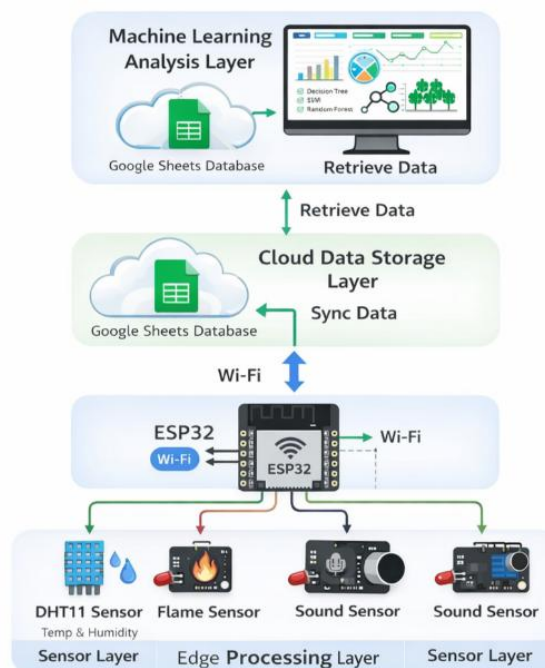 Machine Learning
Analysis Layer
Decision Tree
SSM
Random-Forest
Google Sheets Database
Retrieve Data
Retrieve Data
Cloud Data Storage
Layer
Sync Data
Google Sheets Database
Wi-Fi
ESP32
Wi-Fi
ESP32
Wi-Fi
DHT11 Sensor
Temp & Humidity
Flame Sensor
Sound Sensor
Sound Sensor
Sensor Layer
Edge Processing Layer
Sensor Layer